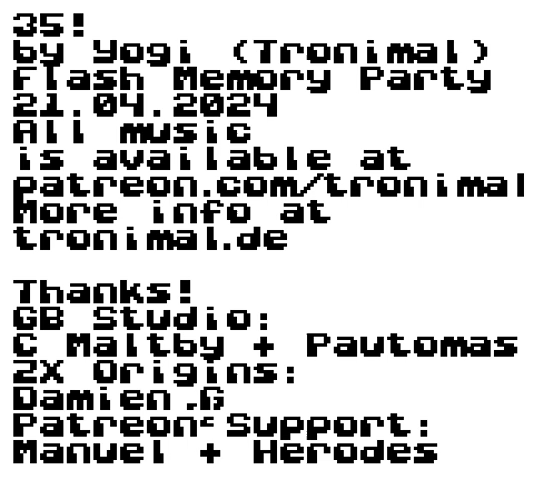 35!
by Yogi (Tronimal)
Flash Memory Party
21.04.2024
All music
is available at
patreon.com/tronimal
More info at
tronimal.de

Thanks!
GB Studio:
C Maltby + Pautomas
2X Origins:
Damien .G
Patreon Support:
Manuel + Herodes